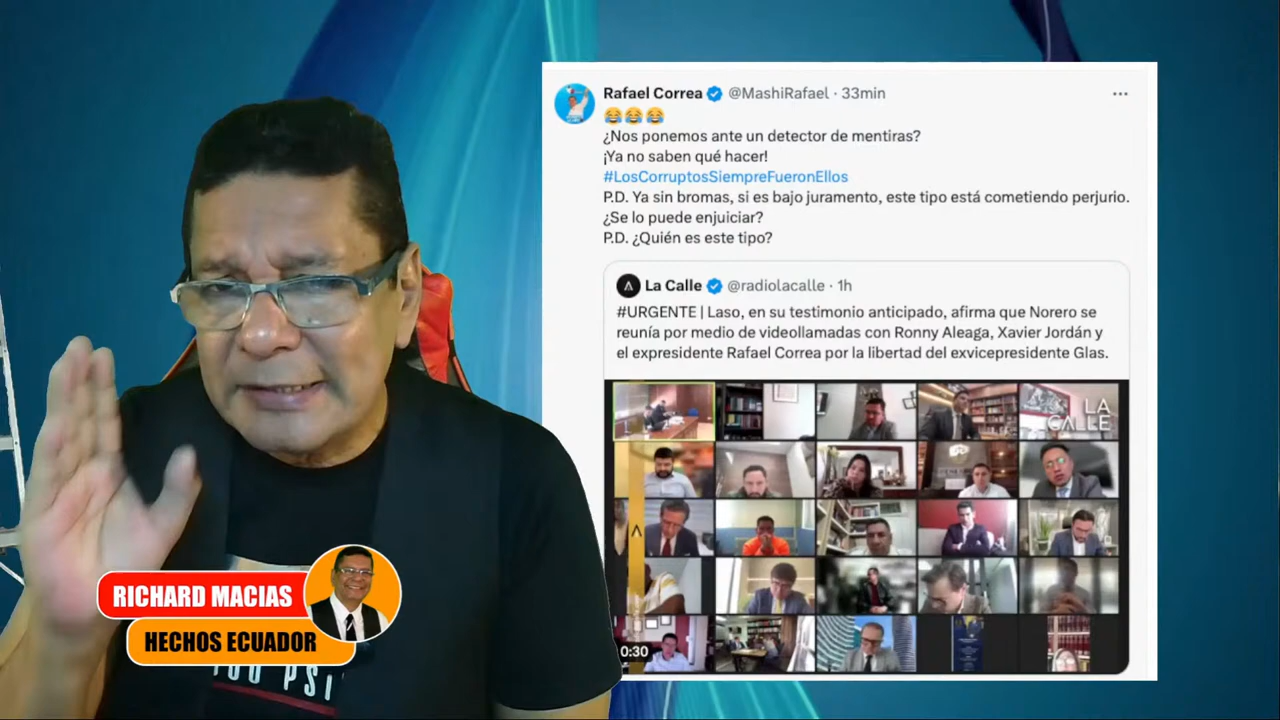 Rafael Correa @MashiRafael · 33min
😂😂😂
¿Nos ponemos ante un detector de mentiras?
¡Ya no saben qué hacer!
#LosCorruptosSiempreFueronEllos
P.D. Ya sin bromas, si es bajo juramento, este tipo está cometiendo perjurio.
¿Se lo puede enjuiciar?
P.D. ¿Quién es este tipo?
La Calle @radiolacalle · 1h
#URGENTE | Laso, en su testimonio anticipado, afirma que Norero se
reunía por medio de videollamadas con Ronny Aleaga, Xavier Jordán y
el expresidente Rafael Correa por la libertad del exvicepresidente Glas.
LA
CALLE
0:30
RICHARD MACIAS
HECHOS ECUADOR